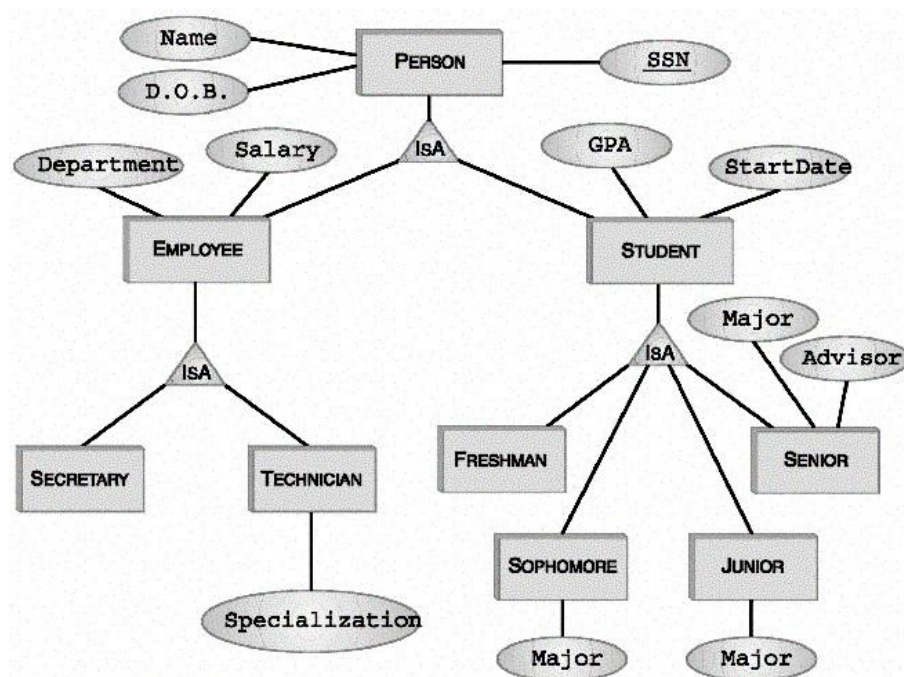 Name
PERSON
SSN
D.O.B.
IsA
GPA
Department
Salary
StartDate
EMPLOYEE
STUDENT
Major
IsA
IsA
Advisor
SECRETARY
TECHNICIAN
FRESHMAN
SENIOR
SOPHOMORE
JUNIOR
Specialization
Major
Major